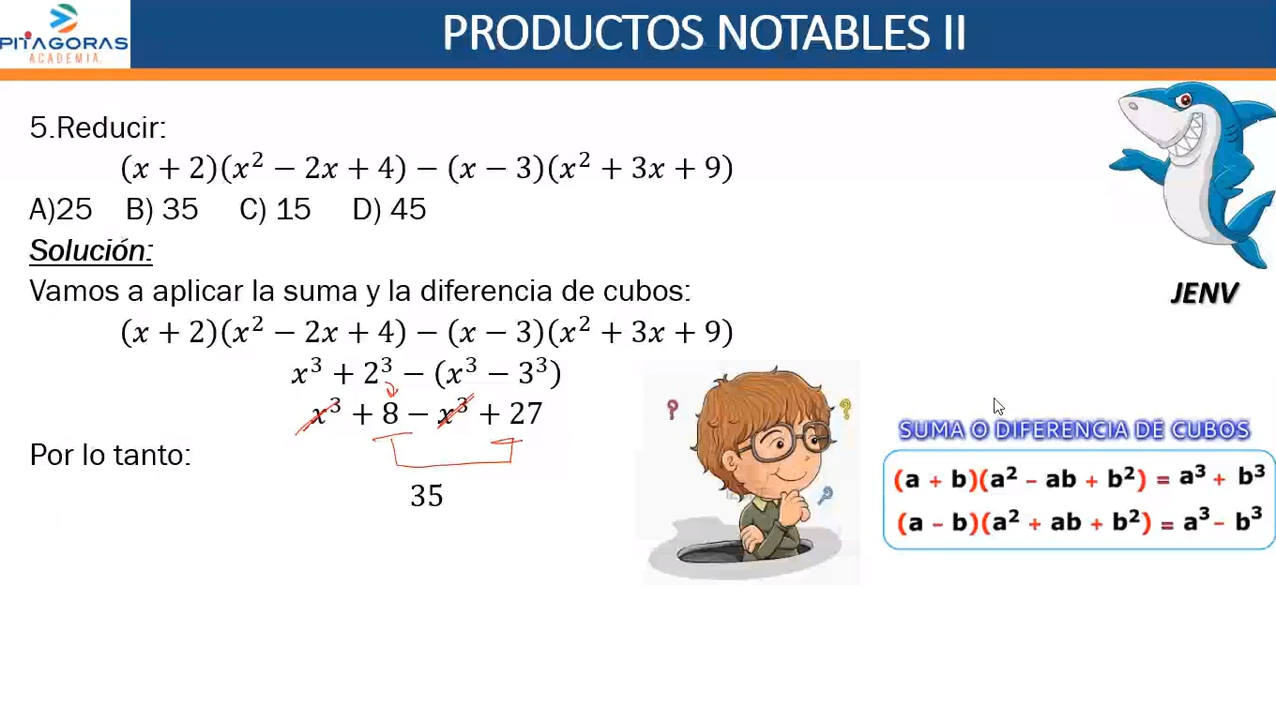 PITAGORAS
ACADEMIA
PRODUCTOS NOTABLES II
5.Reducir:
(x + 2)(x² − 2x + 4) − (x − 3)(x² + 3x + 9)
A)25 B) 35 C) 15 D) 45
Solución:
Vamos a aplicar la suma y la diferencia de cubos:
(x + 2)(x² − 2x + 4) − (x − 3)(x² + 3x + 9)
x³ + 2³ − (x³ − 3³)
x³ + 8 − x³ + 27
Por lo tanto:
35
JENV
SUMA O DIFERENCIA DE CUBOS
(a + b)(a² - ab + b²) = a³ + b³
(a - b)(a² + ab + b²) = a³ - b³